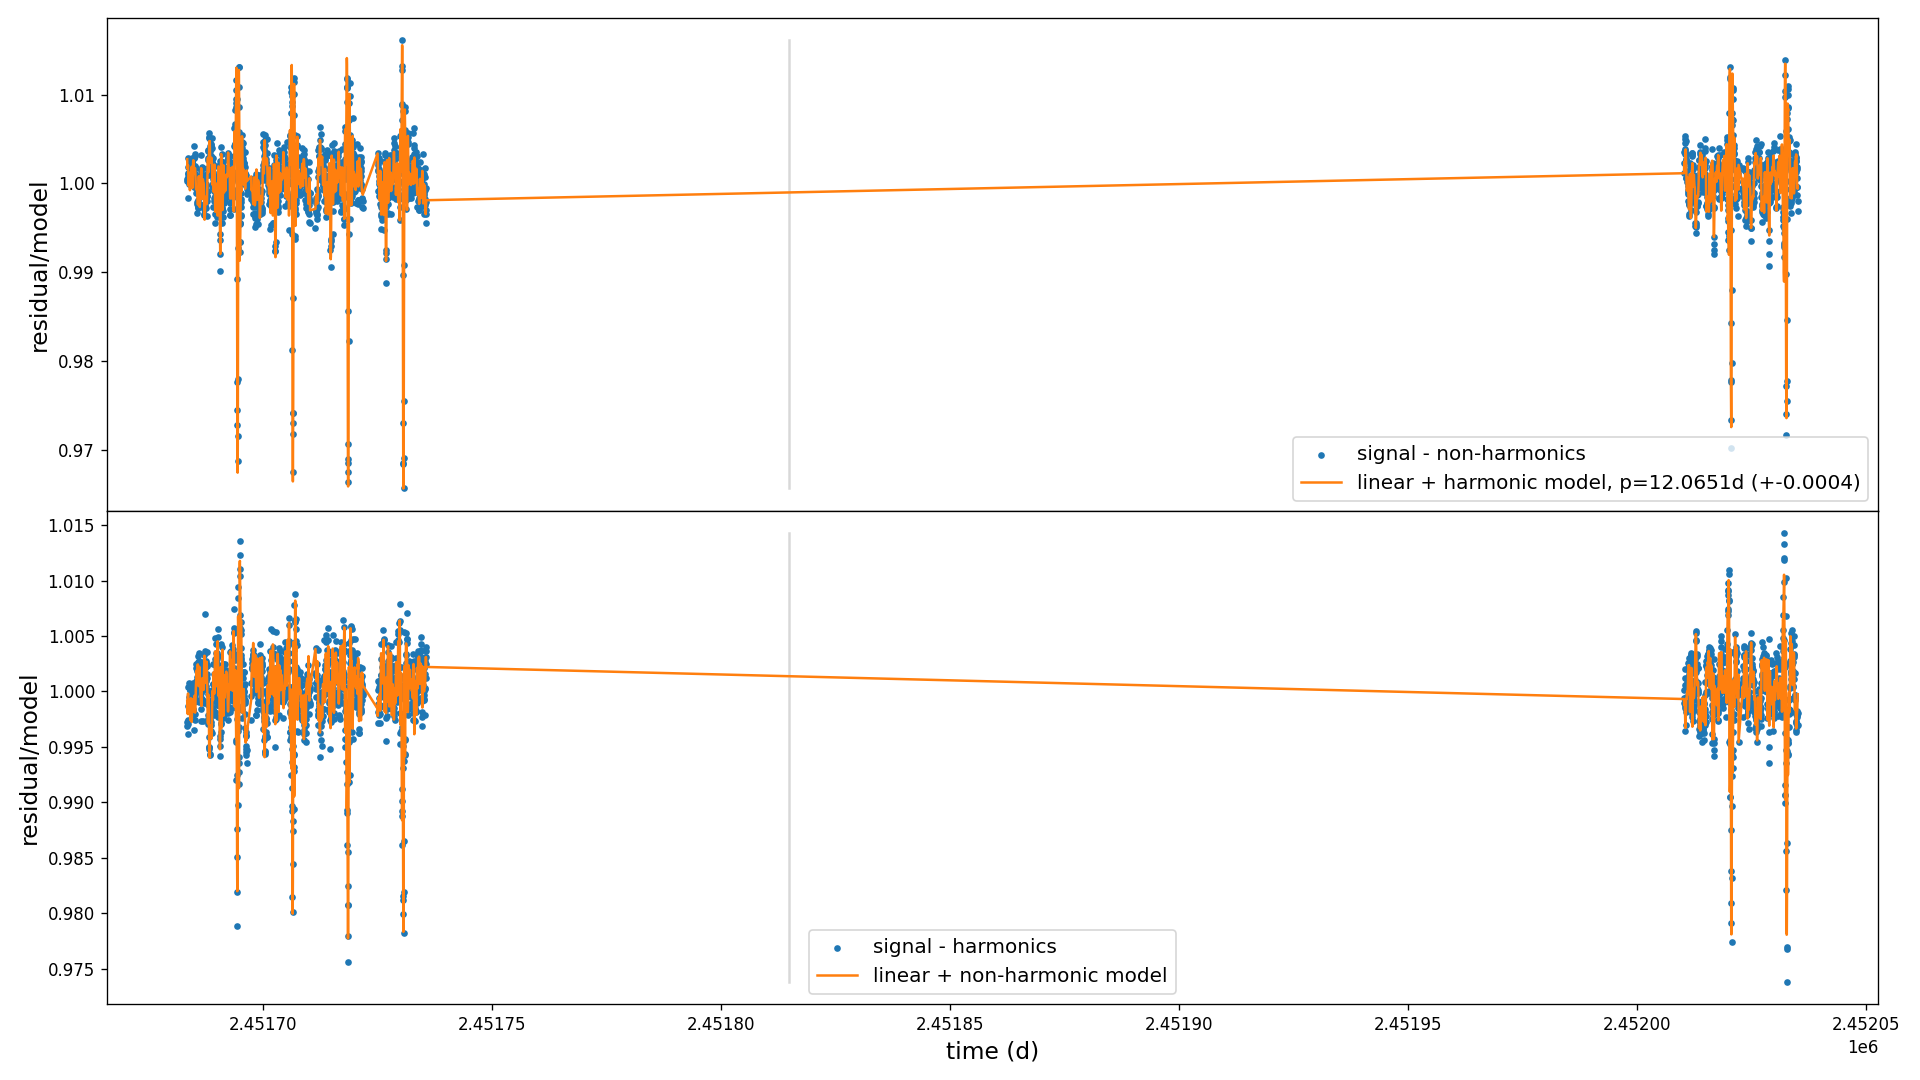 residual/model
1.01
1.00
0.99
0.98
0.97
signal - non-harmonics
linear + harmonic model, p=12.0651d (+-0.0004)
residual/model
1.015
1.010
1.005
1.000
0.995
0.990
0.985
0.980
0.975
signal - harmonics
linear + non-harmonic model
2.45170 2.45175 2.45180 2.45185 2.45190 2.45195 2.45200 2.45205
time (d)
1e6